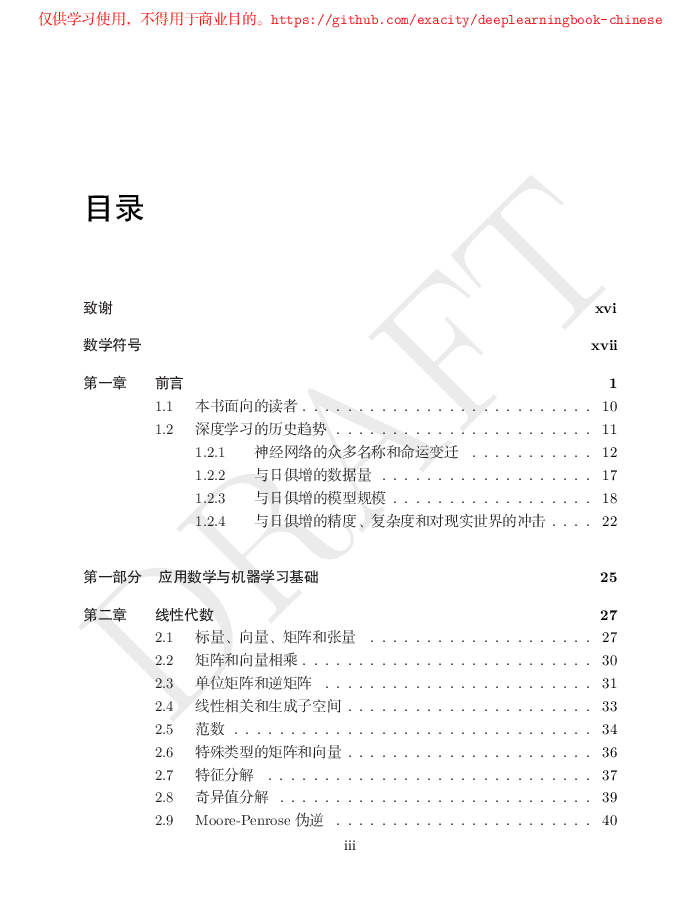 仅供学习使用，不得用于商业目的。https://github.com/exacity/deeplearningbook-chinese
目录
致谢 xvi
数学符号 xvii
第一章 前言 1
1.1 本书面向的读者 . . . . . . . . . . . . . . . . . . . . . . . . . . 10
1.2 深度学习的历史趋势 . . . . . . . . . . . . . . . . . . . . . . . 11
1.2.1 神经网络的众多名称和命运变迁 . . . . . . . . . . . 12
1.2.2 与日俱增的数据量 . . . . . . . . . . . . . . . . . . . 17
1.2.3 与日俱增的模型规模 . . . . . . . . . . . . . . . . . . 18
1.2.4 与日俱增的精度、复杂度和对现实世界的冲击 . . . . 22
第一部分 应用数学与机器学习基础 25
第二章 线性代数 27
2.1 标量、向量、矩阵和张量 . . . . . . . . . . . . . . . . . . . . 27
2.2 矩阵和向量相乘 . . . . . . . . . . . . . . . . . . . . . . . . . . 30
2.3 单位矩阵和逆矩阵 . . . . . . . . . . . . . . . . . . . . . . . . 31
2.4 线性相关和生成子空间 . . . . . . . . . . . . . . . . . . . . . . 33
2.5 范数 . . . . . . . . . . . . . . . . . . . . . . . . . . . . . . . . 34
2.6 特殊类型的矩阵和向量 . . . . . . . . . . . . . . . . . . . . . . 36
2.7 特征分解 . . . . . . . . . . . . . . . . . . . . . . . . . . . . . 37
2.8 奇异值分解 . . . . . . . . . . . . . . . . . . . . . . . . . . . . 39
2.9 Moore-Penrose 伪逆 . . . . . . . . . . . . . . . . . . . . . . . 40
iii
DRAFT